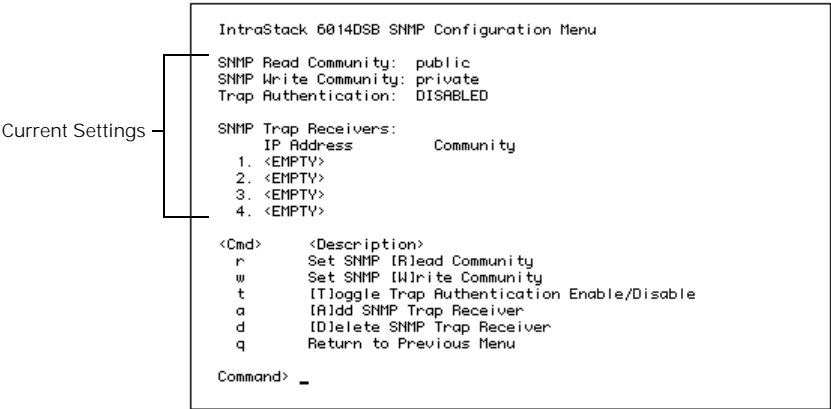 IntraStack 6014DSB SNMP Configuration Menu
Current Settings
SNMP Read Community: public
SNMP Write Community: private
Trap Authentication: DISABLED
SNMP Trap Receivers:
IP Address Community
1. <EMPTY>
2. <EMPTY>
3. <EMPTY>
4. <EMPTY>
<Cmd> <Description>
r Set SNMP [R]ead Community
w Set SNMP [W]rite Community
t [T]oggle Trap Authentication Enable/Disable
a [A]dd SNMP Trap Receiver
d [D]elete SNMP Trap Receiver
q Return to Previous Menu
Command> _